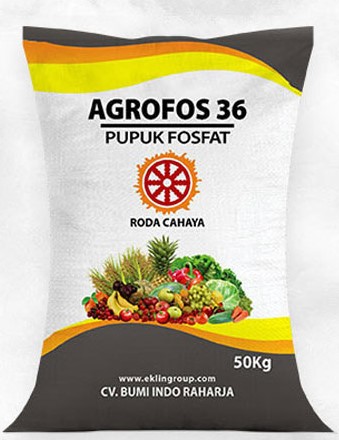 AGROFOS 36
PUPUK FOSFAT
RODA CAHAYA
50Kg
www.eklingroup.com
CV. BUMI INDO RAHARJA